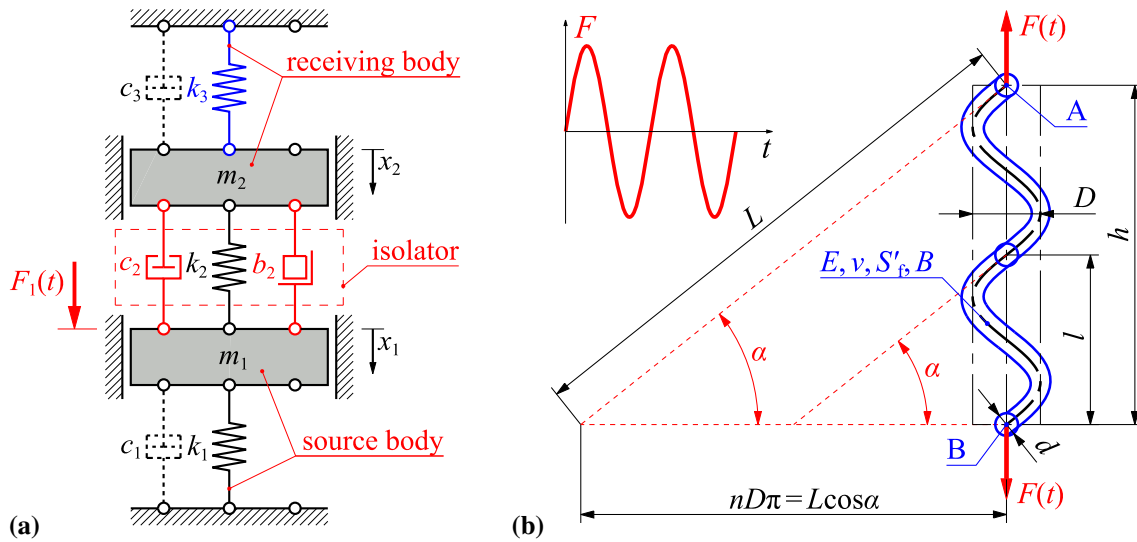 receiving body
c₃
k₃
m₂
x₂
c₂
k₂
b₂
isolator
F₁(t)
m₁
x₁
c₁
k₁
source body
(a)
F
t
F(t)
A
L
D
h
E, ν, S′f, B
l
α
α
B
d
F(t)
nDπ = Lcosα
(b)